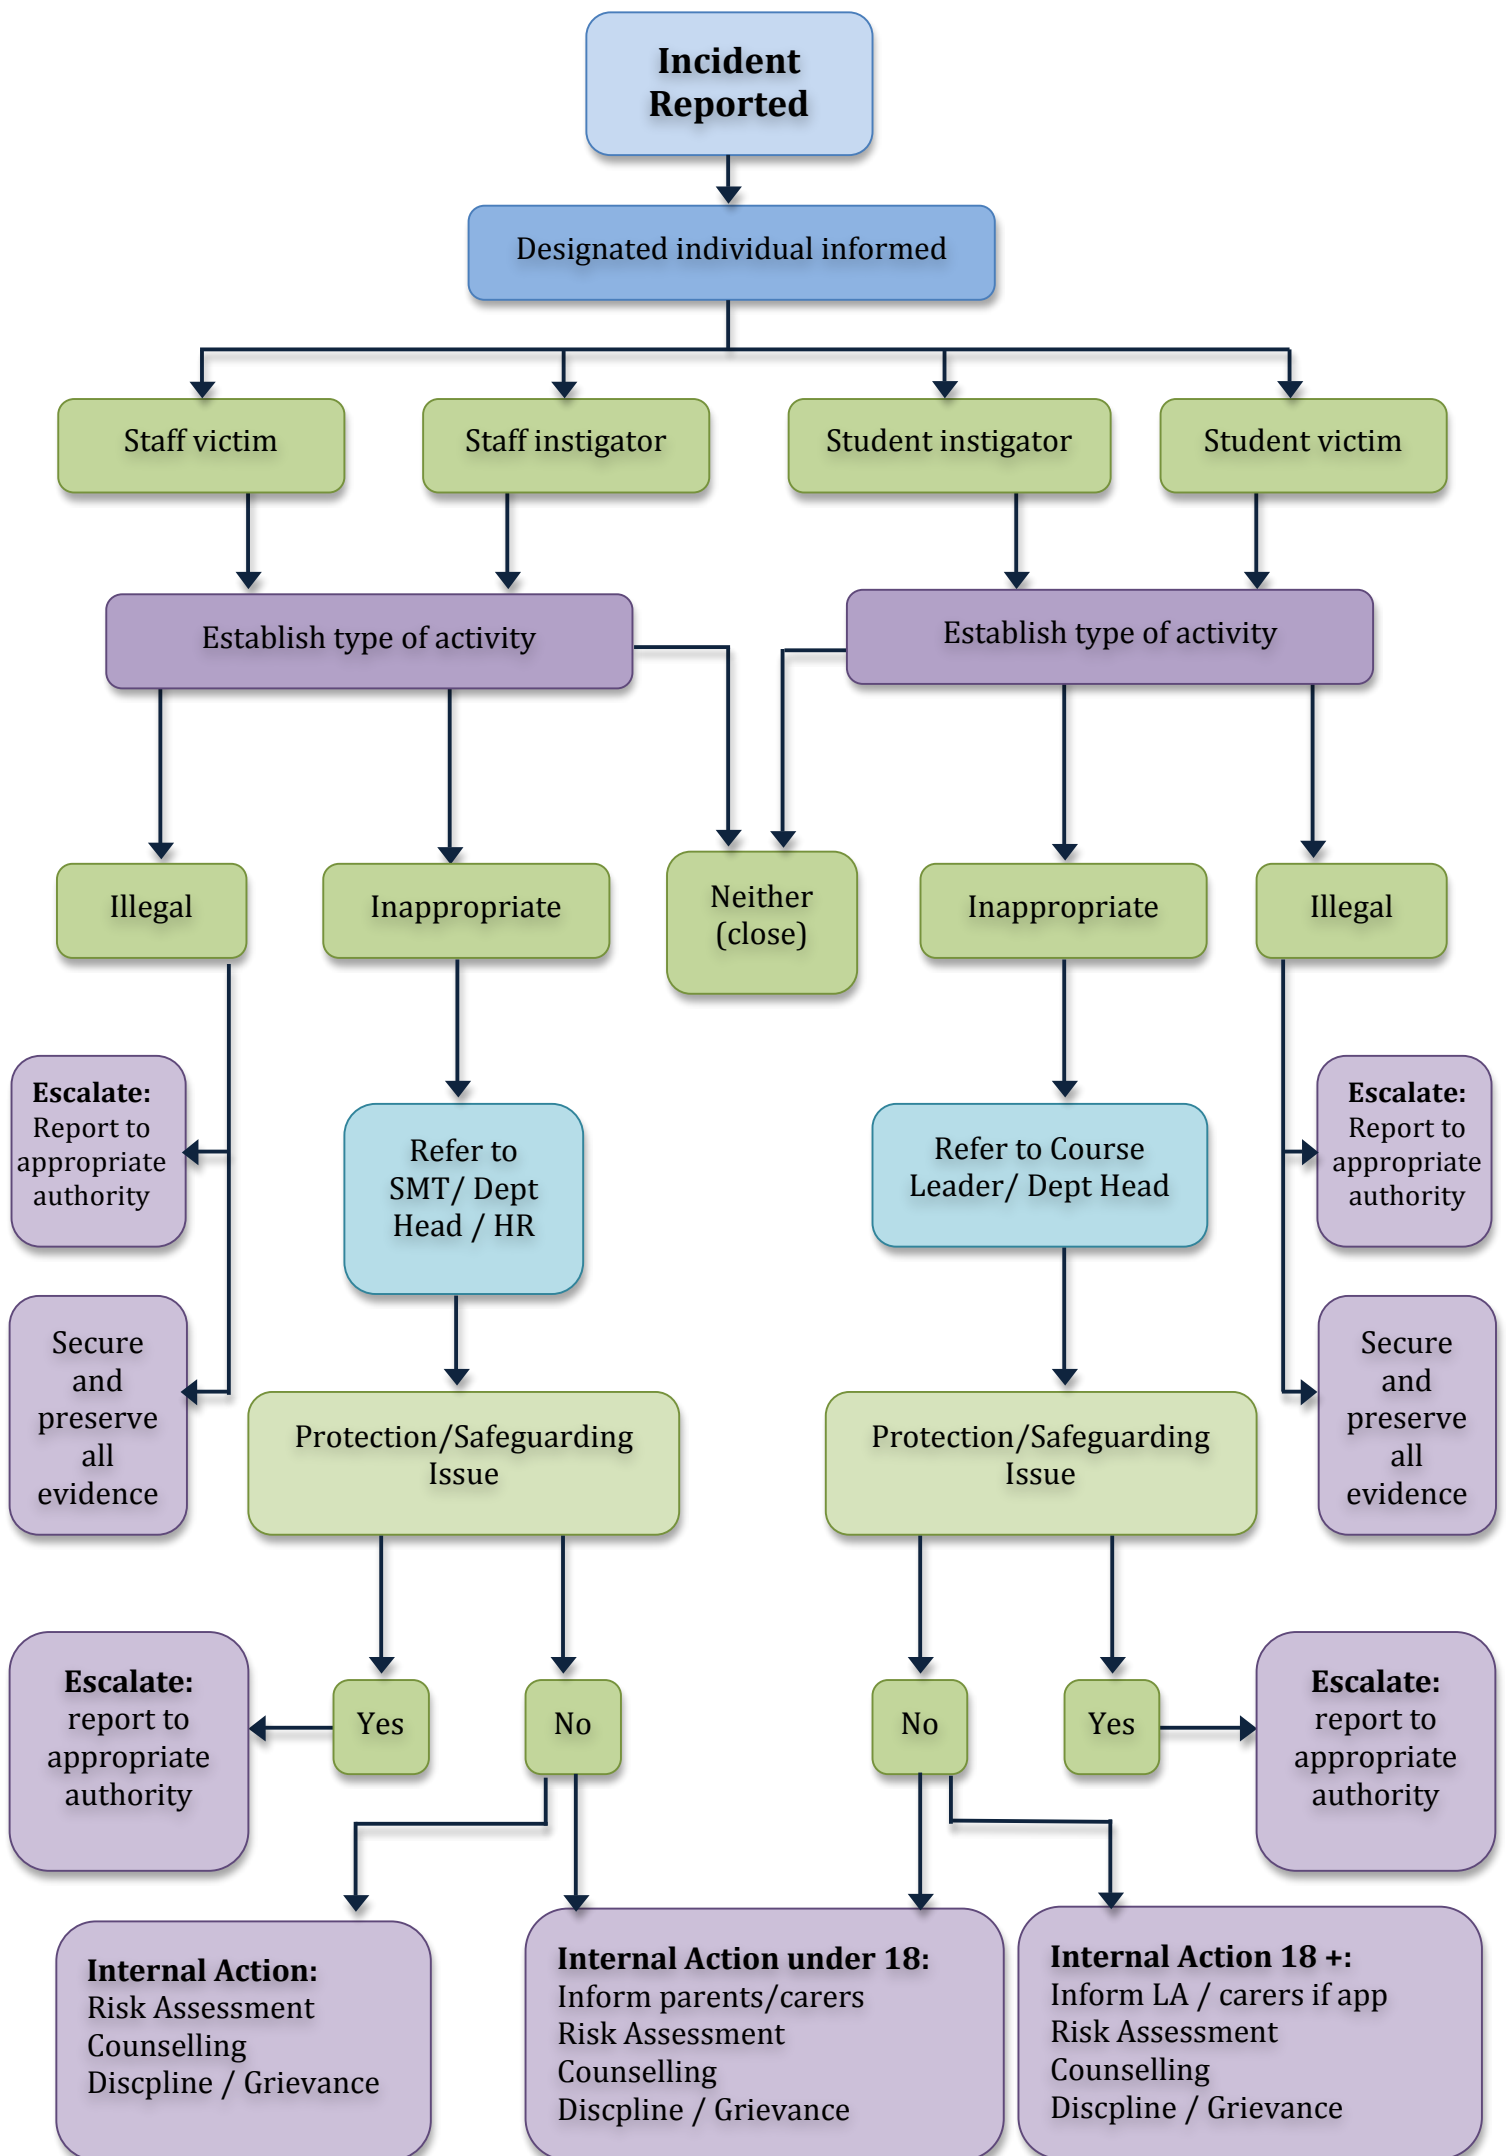 Incident
Reported
Designated individual informed
Staff victim
Staff instigator
Student instigator
Student victim
Establish type of activity
Establish type of activity
Illegal
Inappropriate
Neither
(close)
Inappropriate
Illegal
Escalate:
Report to
appropriate
authority
Refer to
SMT/ Dept
Head / HR
Refer to Course
Leader/ Dept Head
Escalate:
Report to
appropriate
authority
Secure
and
preserve
all
evidence
Protection/Safeguarding
Issue
Protection/Safeguarding
Issue
Secure
and
preserve
all
evidence
Escalate:
report to
appropriate
authority
Yes
No
No
Yes
Escalate:
report to
appropriate
authority
Internal Action:
Risk Assessment
Counselling
Discpline / Grievance
Internal Action under 18:
Inform parents/carers
Risk Assessment
Counselling
Discpline / Grievance
Internal Action 18 +:
Inform LA / carers if app
Risk Assessment
Counselling
Discpline / Grievance